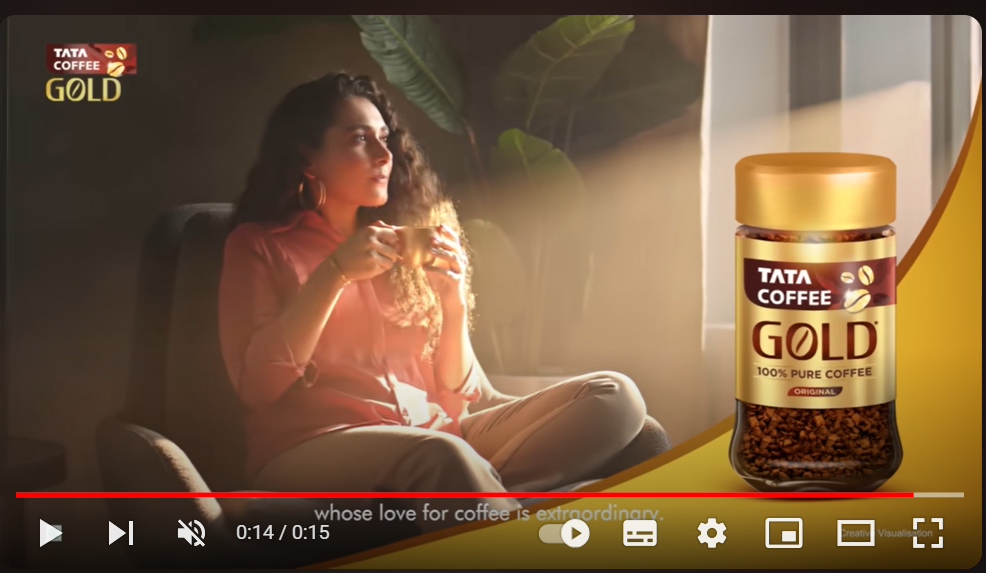 TATA
COFFEE
GOLD
TATA
COFFEE
GOLD
100% PURE COFFEE
ORIGINAL
whose love for coffee is extraordinary.
0:14 / 0:15
Creative Visualisation